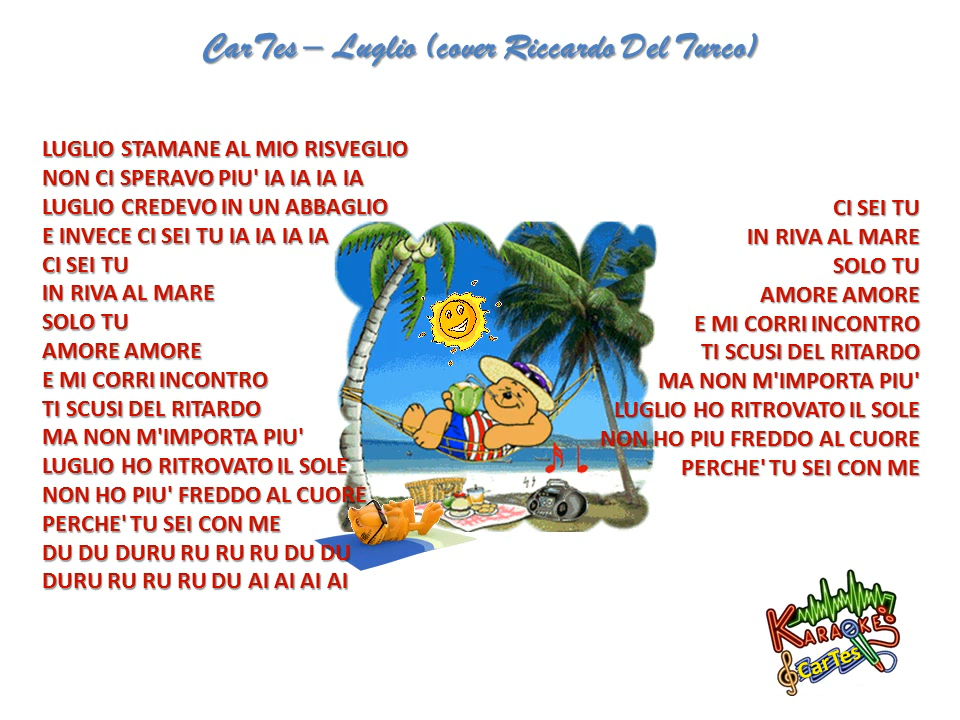 CarTes – Luglio (cover Riccardo Del Turco)
LUGLIO STAMANE AL MIO RISVEGLIO
NON CI SPERAVO PIU' IA IA IA IA
LUGLIO CREDEVO IN UN ABBAGLIO
E INVECE CI SEI TU IA IA IA IA
CI SEI TU
IN RIVA AL MARE
SOLO TU
AMORE AMORE
E MI CORRI INCONTRO
TI SCUSI DEL RITARDO
MA NON M'IMPORTA PIU'
LUGLIO HO RITROVATO IL SOLE
NON HO PIU' FREDDO AL CUORE
PERCHE' TU SEI CON ME
DU DU DURU RU RU RU DU DU
DURU RU RU RU DU AI AI AI AI
CI SEI TU
IN RIVA AL MARE
SOLO TU
AMORE AMORE
E MI CORRI INCONTRO
TI SCUSI DEL RITARDO
MA NON M'IMPORTA PIU'
LUGLIO HO RITROVATO IL SOLE
NON HO PIU FREDDO AL CUORE
PERCHE' TU SEI CON ME
KARAOKE
CarTes